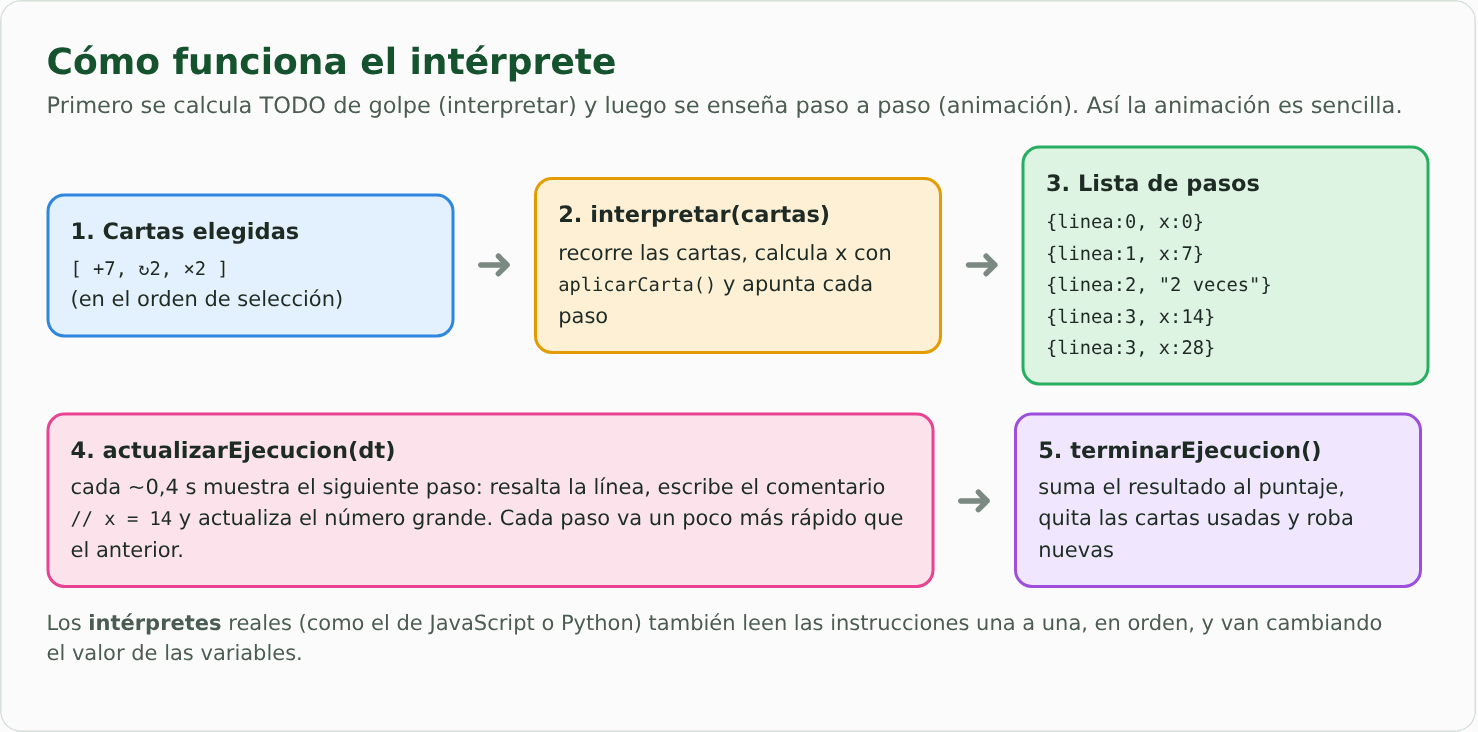 Cómo funciona el intérprete
Primero se calcula TODO de golpe (interpretar) y luego se enseña paso a paso (animación). Así la animación es sencilla.
1. Cartas elegidas
[ +7, ↻2, ×2 ]
(en el orden de selección)
2. interpretar(cartas)
recorre las cartas, calcula x con
aplicarCarta() y apunta cada
paso
3. Lista de pasos
{linea:0, x:0}
{linea:1, x:7}
{linea:2, "2 veces"}
{linea:3, x:14}
{linea:3, x:28}
4. actualizarEjecucion(dt)
cada ~0,4 s muestra el siguiente paso: resalta la línea, escribe el comentario
// x = 14 y actualiza el número grande. Cada paso va un poco más rápido que
el anterior.
5. terminarEjecucion()
suma el resultado al puntaje,
quita las cartas usadas y roba
nuevas
Los intérpretes reales (como el de JavaScript o Python) también leen las instrucciones una a una, en orden, y van cambiando
el valor de las variables.